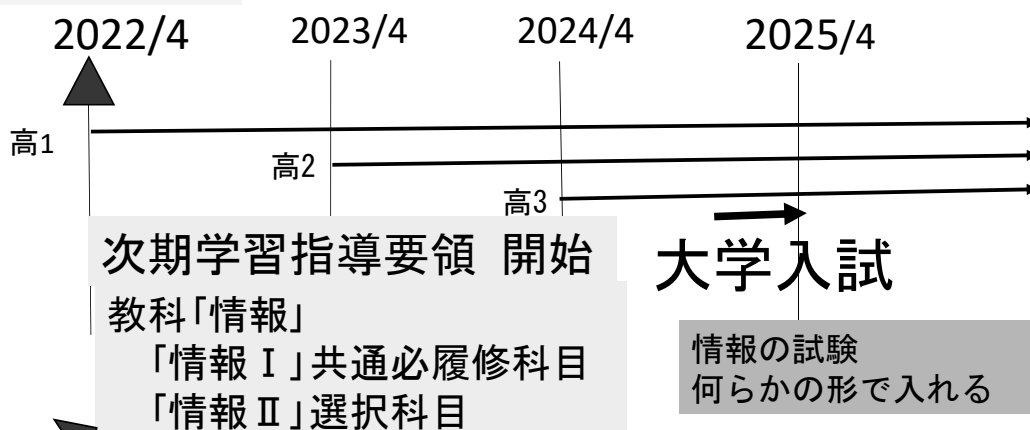 2022/4 2023/4 2024/4 2025/4
高1
高2
高3
次期学習指導要領 開始
大学入試
教科「情報」
「情報Ⅰ」共通必履修科目
「情報Ⅱ」選択科目
情報の試験
何らかの形で入れる